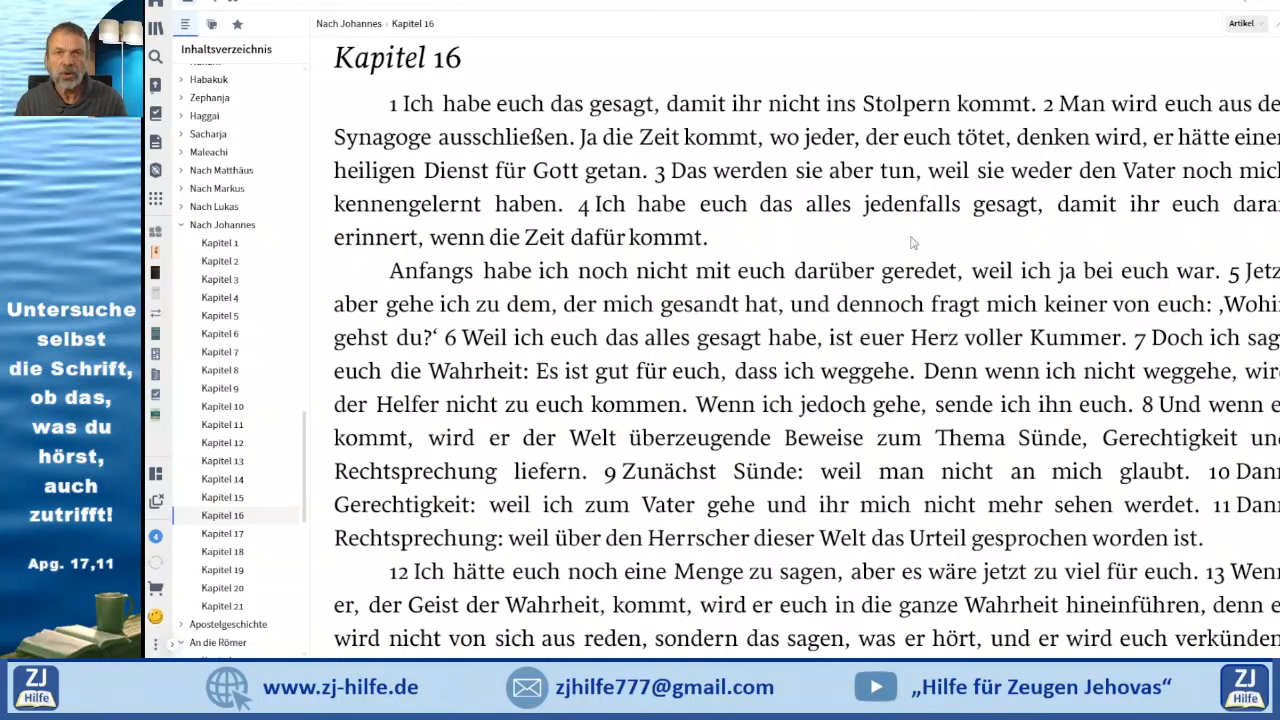 Nach Johannes › Kapitel 16
Artikel
Inhaltsverzeichnis
Habakuk
Zephanja
Haggai
Sacharja
Maleachi
Nach Matthäus
Nach Markus
Nach Lukas
Nach Johannes
Kapitel 1
Kapitel 2
Kapitel 3
Kapitel 4
Kapitel 5
Kapitel 6
Kapitel 7
Kapitel 8
Kapitel 9
Kapitel 10
Kapitel 11
Kapitel 12
Kapitel 13
Kapitel 14
Kapitel 15
Kapitel 16
Kapitel 17
Kapitel 18
Kapitel 19
Kapitel 20
Kapitel 21
Apostelgeschichte
An die Römer
4
Kapitel 16
1 Ich habe euch das gesagt, damit ihr nicht ins Stolpern kommt. 2 Man wird euch aus de
Synagoge ausschließen. Ja die Zeit kommt, wo jeder, der euch tötet, denken wird, er hätte einen
heiligen Dienst für Gott getan. 3 Das werden sie aber tun, weil sie weder den Vater noch mich
kennengelernt haben. 4 Ich habe euch das alles jedenfalls gesagt, damit ihr euch daran
erinnert, wenn die Zeit dafür kommt.
Anfangs habe ich noch nicht mit euch darüber geredet, weil ich ja bei euch war. 5 Jetz
aber gehe ich zu dem, der mich gesandt hat, und dennoch fragt mich keiner von euch: ‚Wohin
gehst du?‘ 6 Weil ich euch das alles gesagt habe, ist euer Herz voller Kummer. 7 Doch ich sag
euch die Wahrheit: Es ist gut für euch, dass ich weggehe. Denn wenn ich nicht weggehe, wird
der Helfer nicht zu euch kommen. Wenn ich jedoch gehe, sende ich ihn euch. 8 Und wenn e
kommt, wird er der Welt überzeugende Beweise zum Thema Sünde, Gerechtigkeit und
Rechtsprechung liefern. 9 Zunächst Sünde: weil man nicht an mich glaubt. 10 Dann
Gerechtigkeit: weil ich zum Vater gehe und ihr mich nicht mehr sehen werdet. 11 Dann
Rechtsprechung: weil über den Herrscher dieser Welt das Urteil gesprochen worden ist.
12 Ich hätte euch noch eine Menge zu sagen, aber es wäre jetzt zu viel für euch. 13 Wenn
er, der Geist der Wahrheit, kommt, wird er euch in die ganze Wahrheit hineinführen, denn e
wird nicht von sich aus reden, sondern das sagen, was er hört, und er wird euch verkünden
Untersuche
selbst
die Schrift,
ob das,
was du
hörst,
auch
zutrifft!
Apg. 17,11
ZJ
Hilfe
www.zj-hilfe.de
zjhilfe777@gmail.com
„Hilfe für Zeugen Jehovas“
ZJ
Hilfe